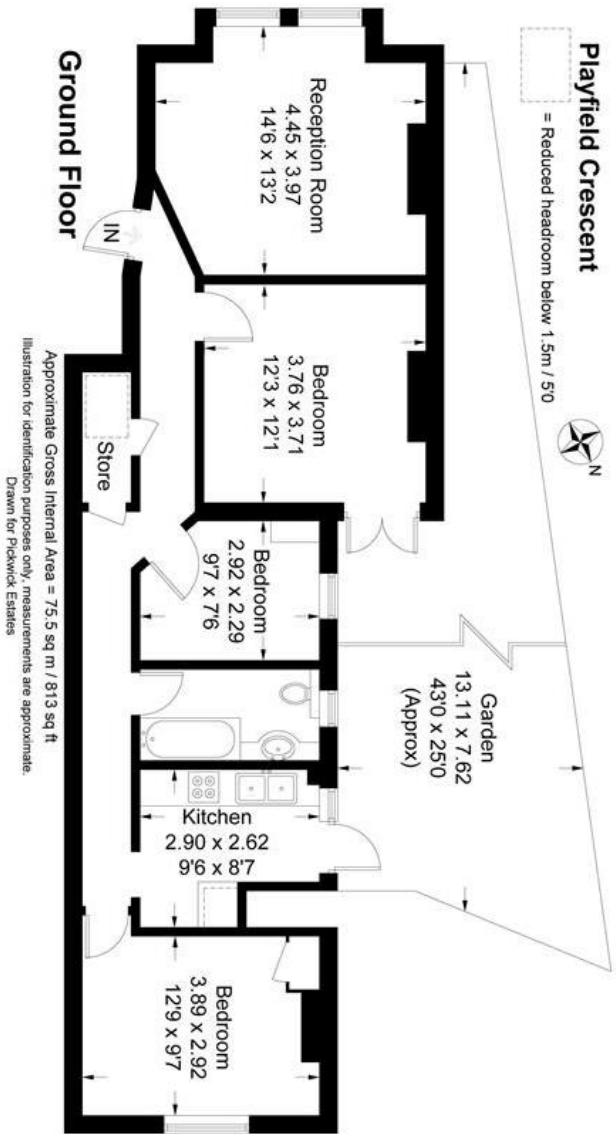 Playfield Crescent
= Reduced headroom below 1.5m / 5'0
N
Reception Room
4.45 x 3.97
14'6 x 13'2
Bedroom
3.76 x 3.71
12'3 x 12'1
Bedroom
2.92 x 2.29
9'7 x 7'6
Garden
13.11 x 7.62
43'0 x 25'0
(Approx)
Kitchen
2.90 x 2.62
9'6 x 8'7
Bedroom
3.89 x 2.92
12'9 x 9'7
Store
IN
Ground Floor
Approximate Gross Internal Area = 75.5 sq m / 813 sq ft
Illustration for identification purposes only, measurements are approximate.
Drawn for Pickwick Estates